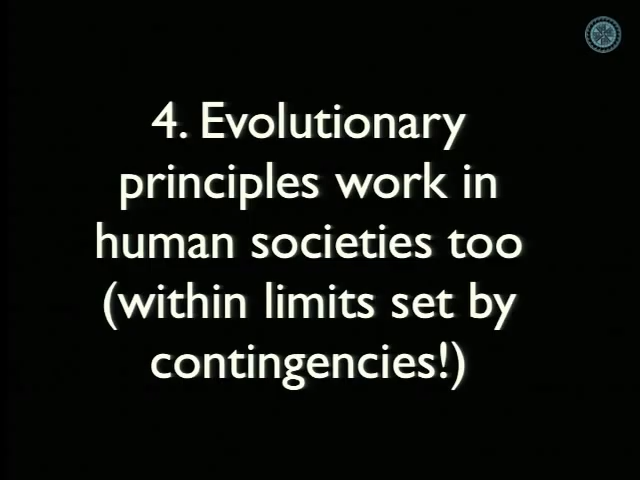 4. Evolutionary
principles work in
human societies too
(within limits set by
contingencies!)